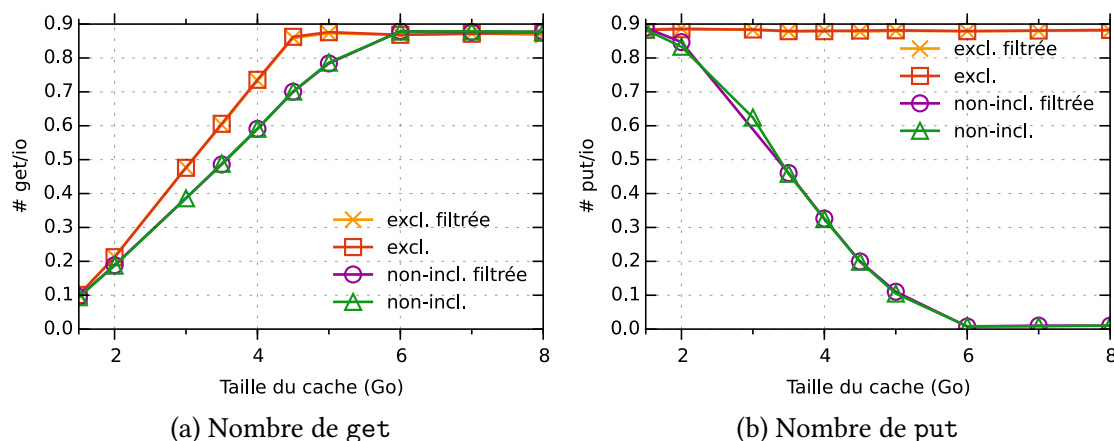 0.9
0.8
0.7
0.6
0.5
0.4
0.3
0.2
0.1
0.0
# get/io
excl. filtrée
excl.
non-incl. filtrée
non-incl.
2 4 6 8
Taille du cache (Go)
(a) Nombre de get
0.9
0.8
0.7
0.6
0.5
0.4
0.3
0.2
0.1
0.0
# put/io
excl. filtrée
excl.
non-incl. filtrée
non-incl.
2 4 6 8
Taille du cache (Go)
(b) Nombre de put